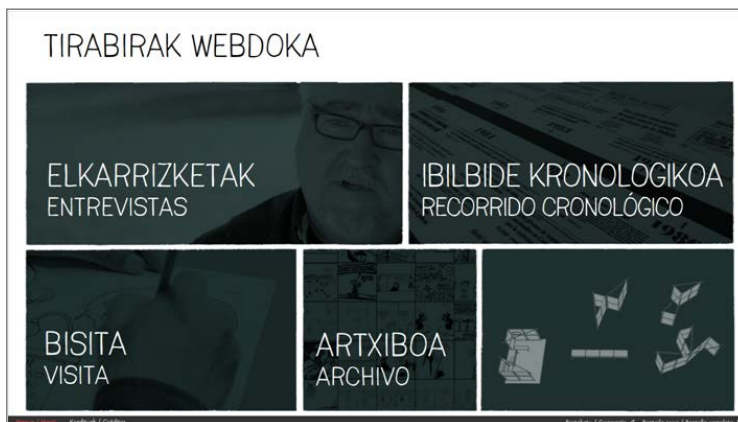 TIRABIRAK WEBDOKA
ELKARRIZKETAK
ENTREVISTAS
IBILBIDE KRONOLOGIKOA
RECORRIDO CRONOLÓGICO
BISITA
VISITA
ARTXIBOA
ARCHIVO